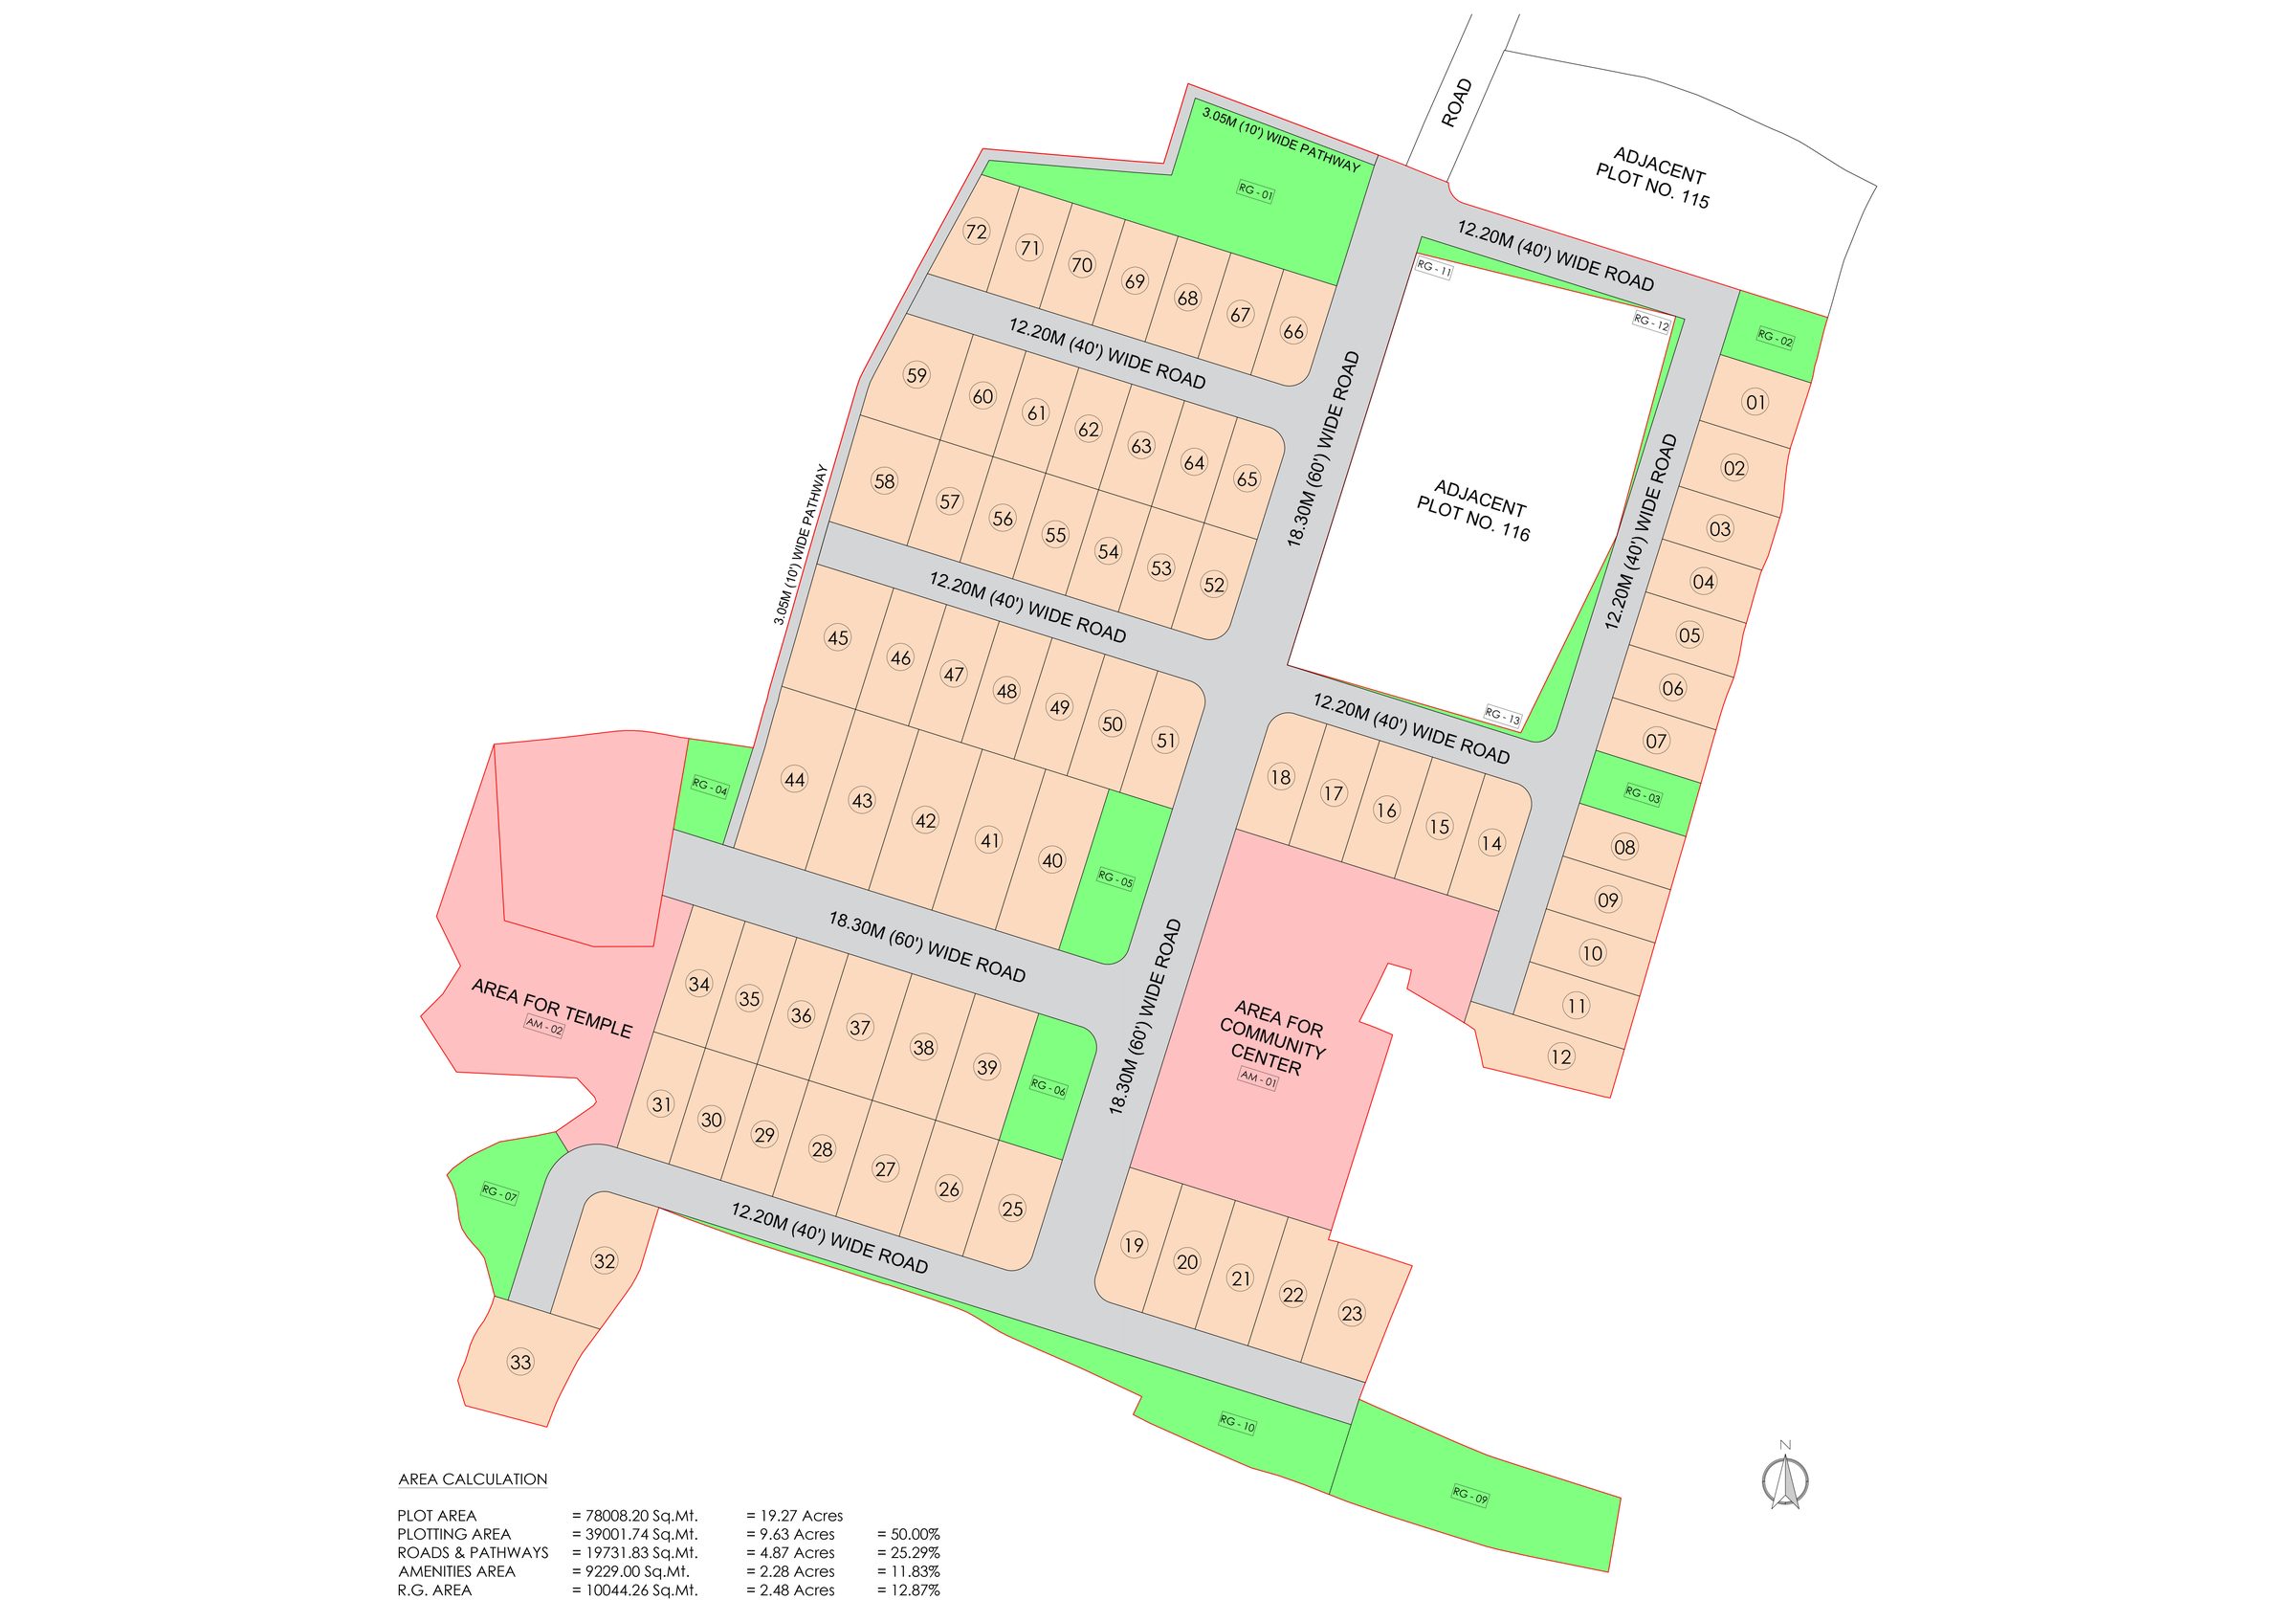 ROAD
ADJACENT
PLOT NO. 115
3.05M (10') WIDE PATHWAY
RG - 01
12.20M (40') WIDE ROAD
RG - 11
RG - 12
RG - 02
72
71
70
69
68
67
66
12.20M (40') WIDE ROAD
18.30M (60') WIDE ROAD
ADJACENT
PLOT NO. 116
12.20M (40') WIDE ROAD
01
02
03
04
05
06
07
RG - 03
08
09
10
11
12
59
60
61
62
63
64
65
58
57
56
55
54
53
52
3.05M (10') WIDE PATHWAY
12.20M (40') WIDE ROAD
45
46
47
48
49
50
51
RG - 13
12.20M (40') WIDE ROAD
18
17
16
15
14
RG - 04
44
43
42
41
40
RG - 05
18.30M (60') WIDE ROAD
18.30M (60') WIDE ROAD
AREA FOR TEMPLE
AM - 02
AREA FOR
COMMUNITY
CENTER
AM - 01
34
35
36
37
38
39
RG - 06
31
30
29
28
27
26
25
RG - 07
32
33
12.20M (40') WIDE ROAD
19
20
21
22
23
RG - 10
RG - 09
N
AREA CALCULATION
PLOT AREA = 78008.20 Sq.Mt. = 19.27 Acres
PLOTTING AREA = 39001.74 Sq.Mt. = 9.63 Acres = 50.00%
ROADS & PATHWAYS = 19731.83 Sq.Mt. = 4.87 Acres = 25.29%
AMENITIES AREA = 9229.00 Sq.Mt. = 2.28 Acres = 11.83%
R.G. AREA = 10044.26 Sq.Mt. = 2.48 Acres = 12.87%